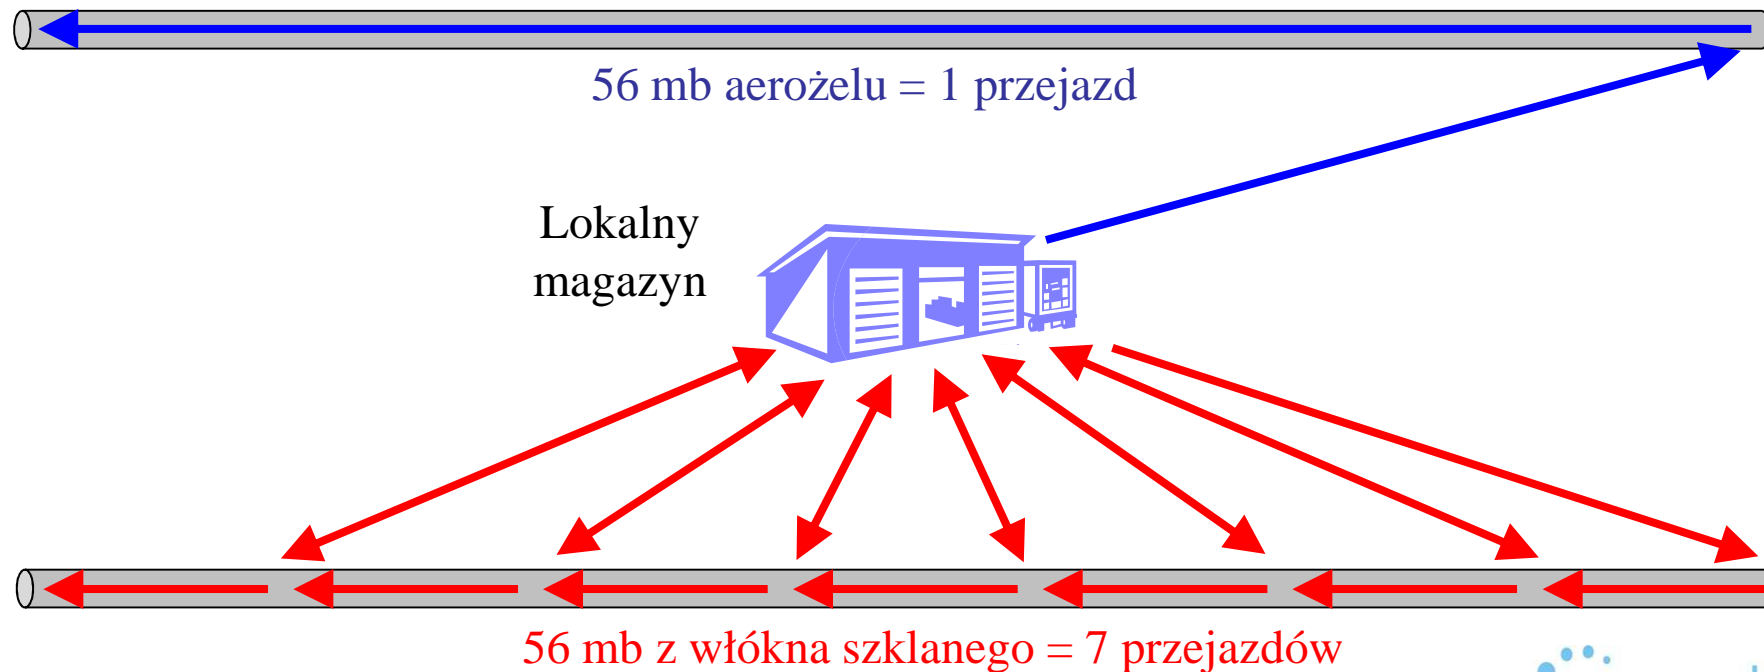 56 mb aerożelu = 1 przejazd
Lokalny
magazyn
56 mb z włókna szklanego = 7 przejazdów